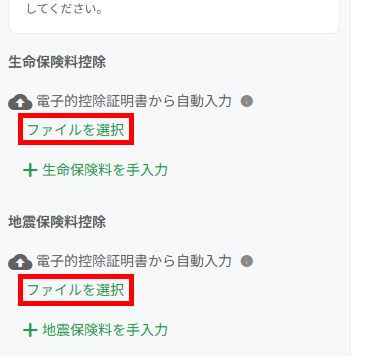 してください。
生命保険料控除
電子的控除証明書から自動入力
ファイルを選択
生命保険料を手入力
地震保険料控除
電子的控除証明書から自動入力
ファイルを選択
地震保険料を手入力